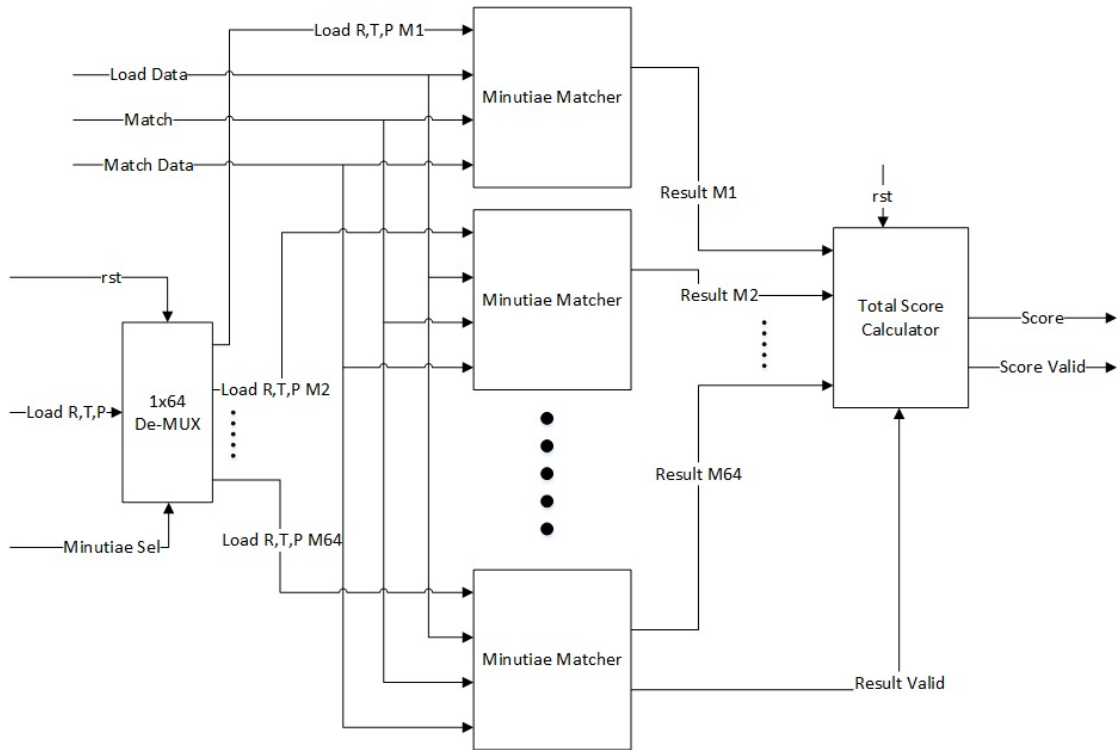 Load R,T,P M1
Load Data
Match
Match Data
Minutiae Matcher
Result M1
rst
rst
Minutiae Matcher
Result M2
Total Score
Calculator
Score
Score Valid
1x64
De-MUX
Load R,T,P
Load R,T,P M2
Minutiae Sel
Load R,T,P M64
Result M64
Minutiae Matcher
Result Valid